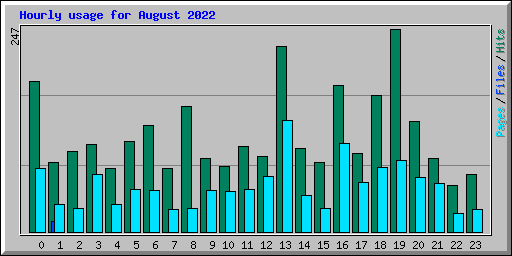 Hourly usage for August 2022
247
Pages / Files / Hits
0 1 2 3 4 5 6 7 8 9 10 11 12 13 14 15 16 17 18 19 20 21 22 23